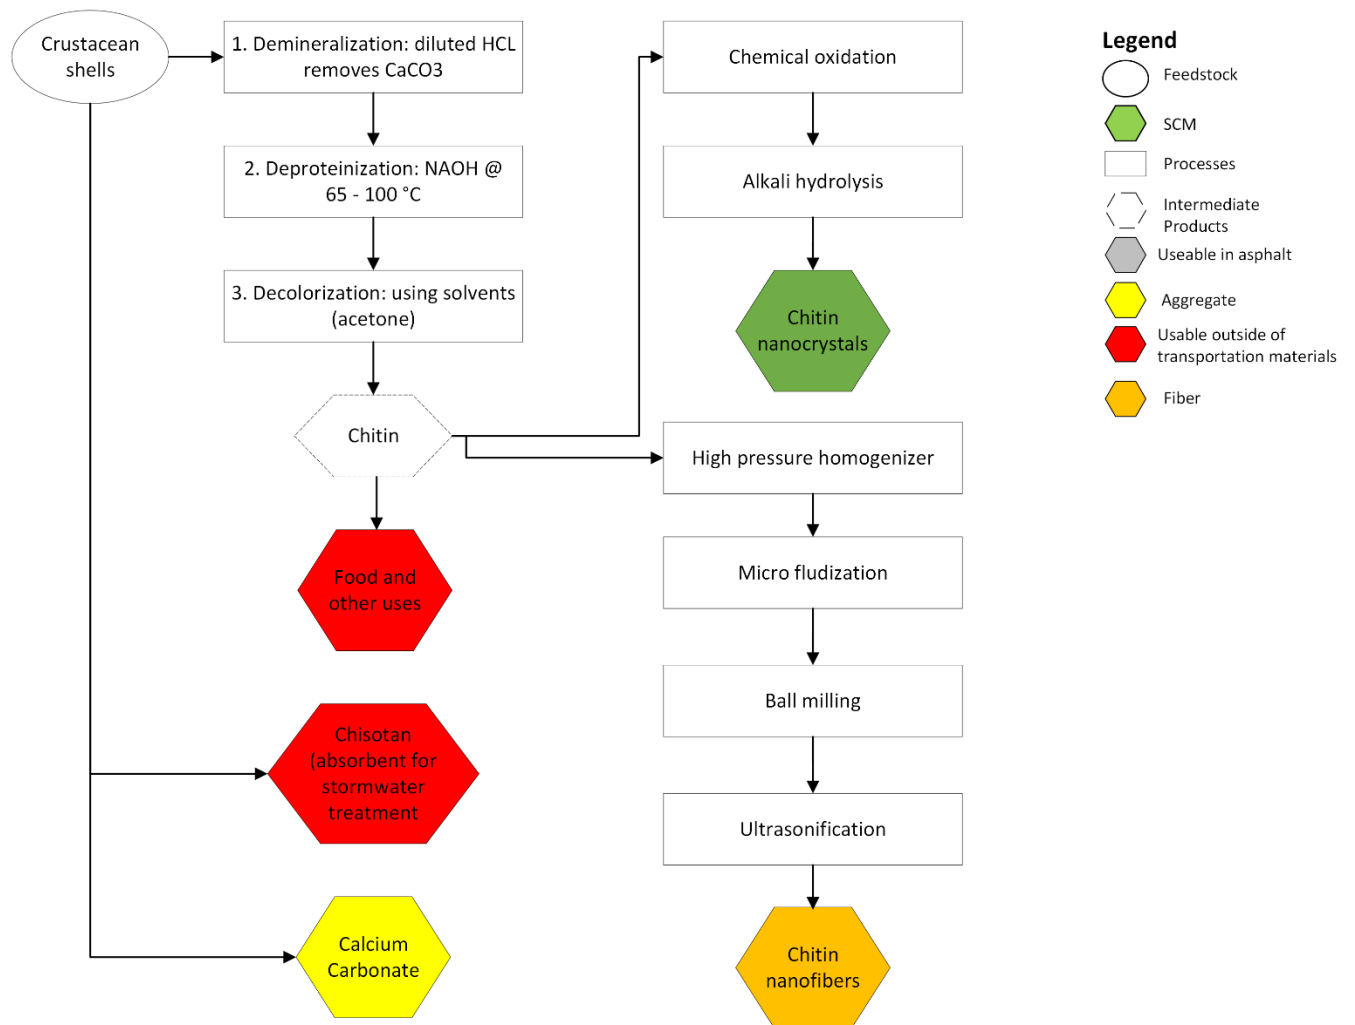 Crustacean
shells
1. Demineralization: diluted HCL
removes CaCO3
2. Deproteinization: NAOH @
65 - 100 °C
3. Decolorization: using solvents
(acetone)
Chitin
Food and
other uses
Chisotan
(absorbent for
stormwater
treatment
Calcium
Carbonate
Chemical oxidation
Alkali hydrolysis
Chitin
nanocrystals
High pressure homogenizer
Micro fludization
Ball milling
Ultrasonification
Chitin
nanofibers
Legend
Feedstock
SCM
Processes
Intermediate
Products
Useable in asphalt
Aggregate
Usable outside of
transportation materials
Fiber